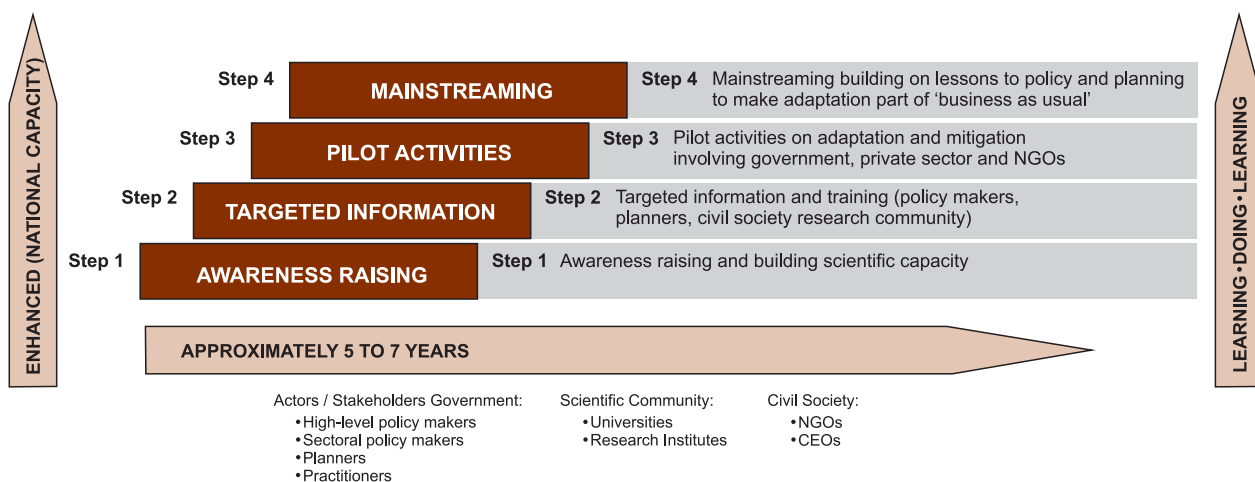 ENHANCED (NATIONAL CAPACITY)
Step 4
MAINSTREAMING
Step 4 Mainstreaming building on lessons to policy and planning
to make adaptation part of ‘business as usual’
Step 3
PILOT ACTIVITIES
Step 3 Pilot activities on adaptation and mitigation
involving government, private sector and NGOs
Step 2
TARGETED INFORMATION
Step 2 Targeted information and training (policy makers,
planners, civil society research community)
Step 1
AWARENESS RAISING
Step 1 Awareness raising and building scientific capacity
LEARNING•DOING•LEARNING
APPROXIMATELY 5 TO 7 YEARS
Actors / Stakeholders Government:
•High-level policy makers
•Sectoral policy makers
•Planners
•Practitioners
Scientific Community:
•Universities
•Research Institutes
Civil Society:
•NGOs
•CEOs